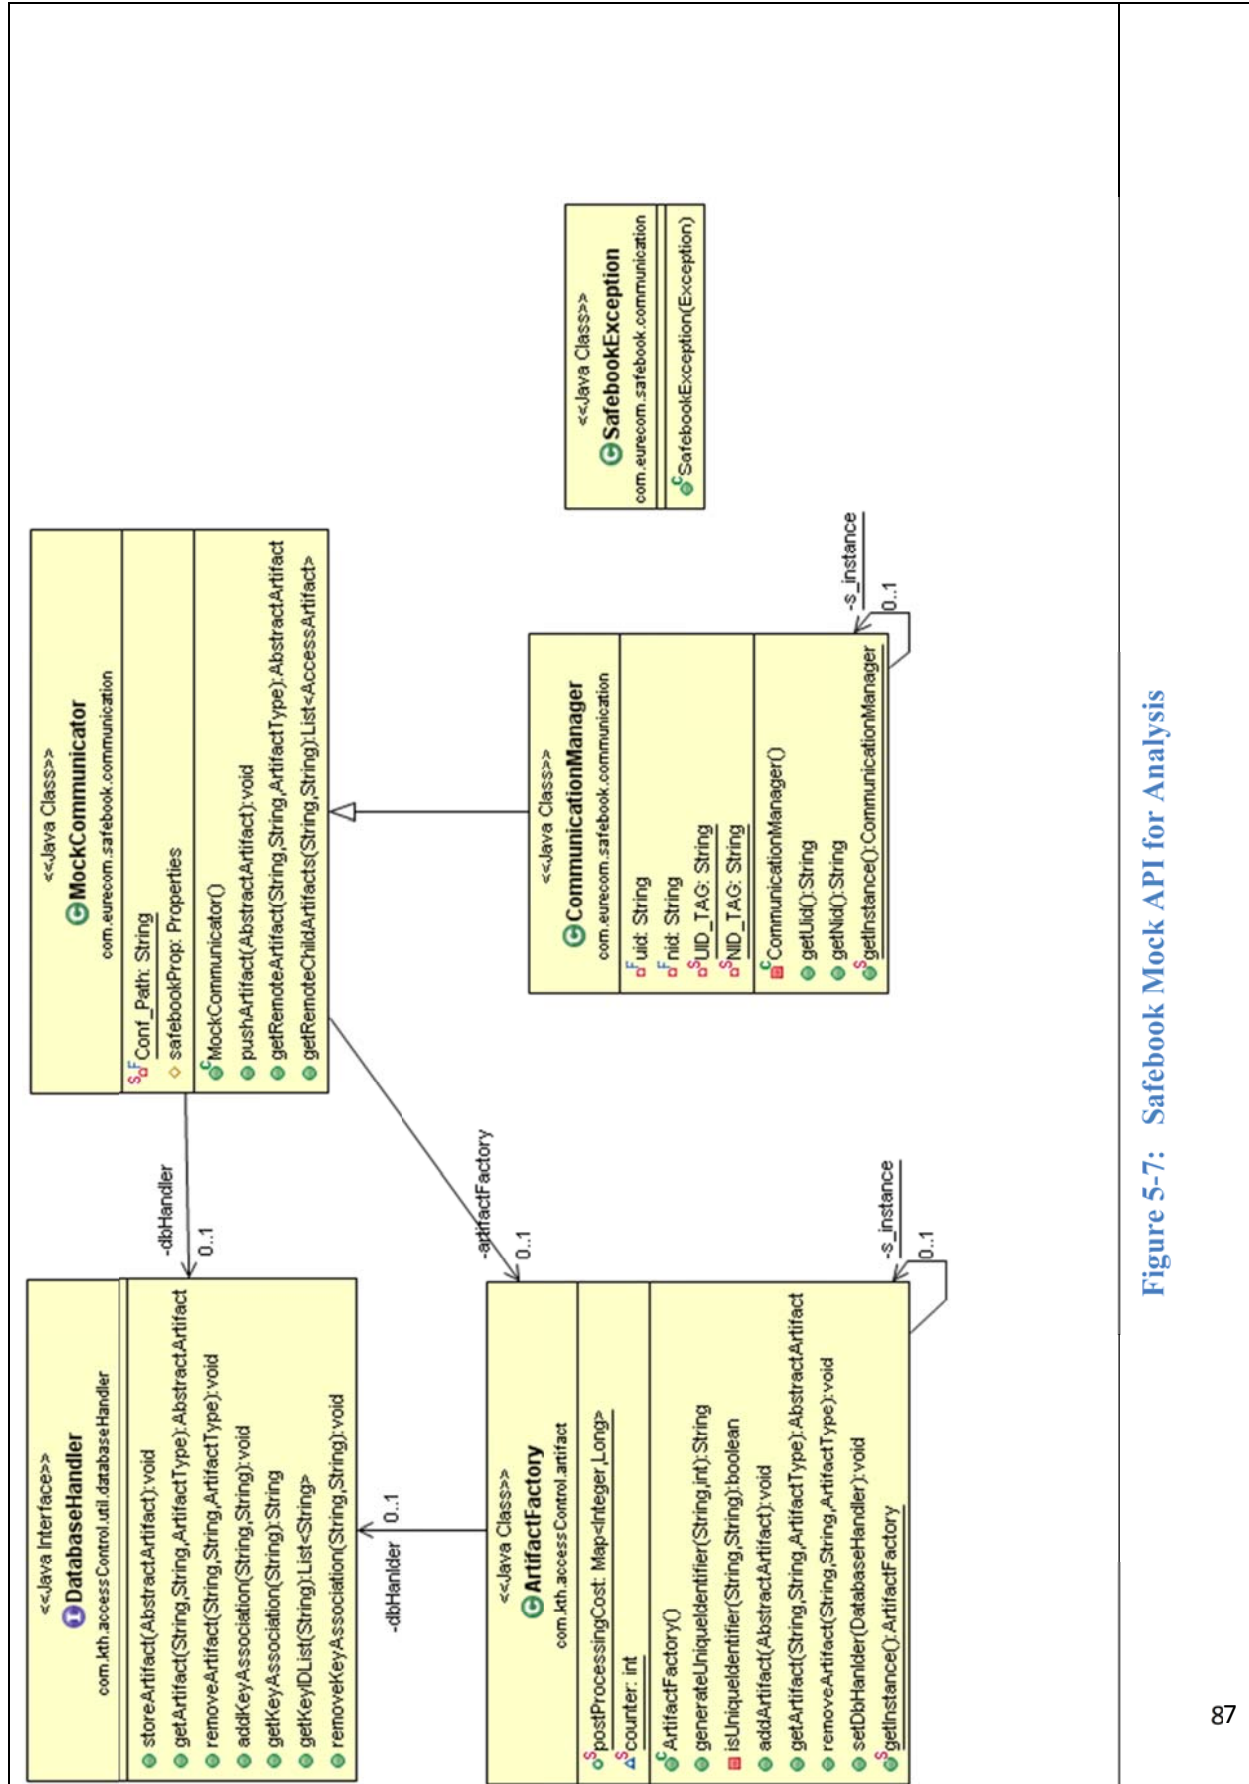 <<Java Interface>>
DatabaseHandler
com.kth.accessControl.util.databaseHandler
storeArtifact(AbstractArtifact):void
getArtifact(String,String,ArtifactType):AbstractArtifact
removeArtifact(String,String,ArtifactType):void
addKeyAssociation(String,String):void
getKeyAssociation(String):String
getKeyIDList(String):List<String>
removeKeyAssociation(String,String):void
-dbHandler
0..1
<<Java Class>>
MockCommunicator
com.eurecom.safebook.communication
Conf_Path: String
safebookProp: Properties
MockCommunicator()
pushArtifact(AbstractArtifact):void
getRemoteArtifact(String,String,ArtifactType):AbstractArtifact
getRemoteChildArtifacts(String,String):List<AccessArtifact>
-dbHanlder
0..1
-artifactFactory
0..1
<<Java Class>>
ArtifactFactory
com.kth.accessControl.artifact
postProcessingCost: Map<Integer,Long>
counter: int
ArtifactFactory()
generateUniqueIdentifier(String,int):String
isUniqueIdentifier(String,String):boolean
addArtifact(AbstractArtifact):void
getArtifact(String,String,ArtifactType):AbstractArtifact
removeArtifact(String,String,ArtifactType):void
setDbHanlder(DatabaseHandler):void
getInstance():ArtifactFactory
-s_instance
0..1
<<Java Class>>
CommunicationManager
com.eurecom.safebook.communication
uid: String
nid: String
UID_TAG: String
NID_TAG: String
CommunicationManager()
getUid():String
getNid():String
getInstance():CommunicationManager
-s_instance
0..1
<<Java Class>>
SafebookException
com.eurecom.safebook.communication
SafebookException(Exception)
Figure 5-7: Safebook Mock API for Analysis
87